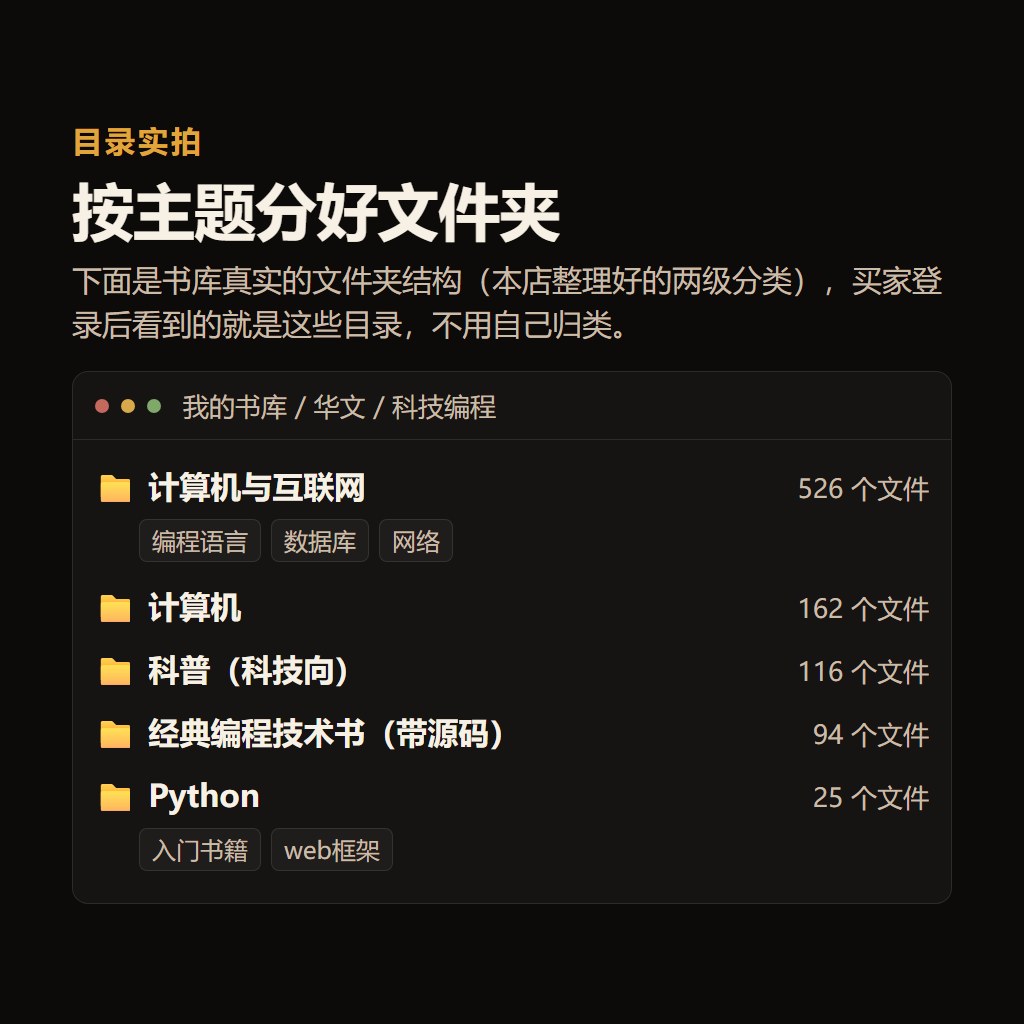 目录实拍
按主题分好文件夹
下面是书库真实的文件夹结构（本店整理好的两级分类），买家登
录后看到的就是这些目录，不用自己归类。
我的书库 / 华文 / 科技编程
计算机与互联网 526 个文件
编程语言 数据库 网络
计算机 162 个文件
科普（科技向） 116 个文件
经典编程技术书（带源码） 94 个文件
Python 25 个文件
入门书籍 web框架